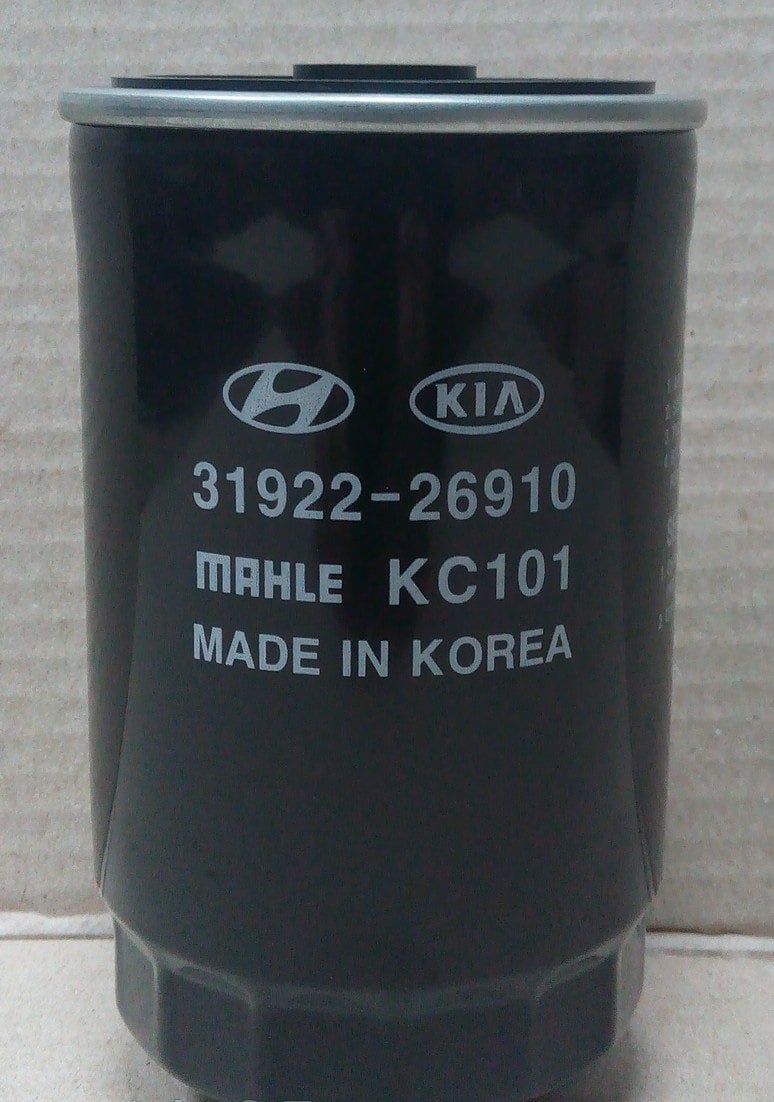 KIA
31922-26910
MAHLE KC101
MADE IN KOREA